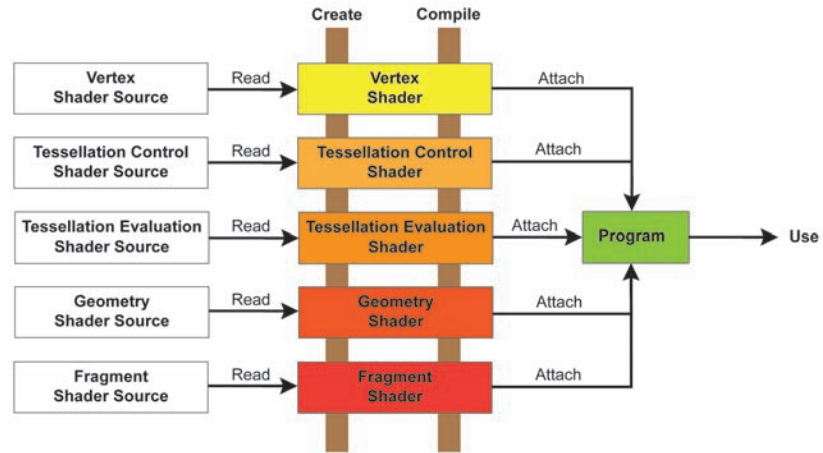 Create Compile
Vertex
Shader Source
Read
Vertex
Shader
Attach
Tessellation Control
Shader Source
Read
Tessellation Control
Shader
Attach
Tessellation Evaluation
Shader Source
Read
Tessellation Evaluation
Shader
Attach
Program
Use
Geometry
Shader Source
Read
Geometry
Shader
Attach
Fragment
Shader Source
Read
Fragment
Shader
Attach